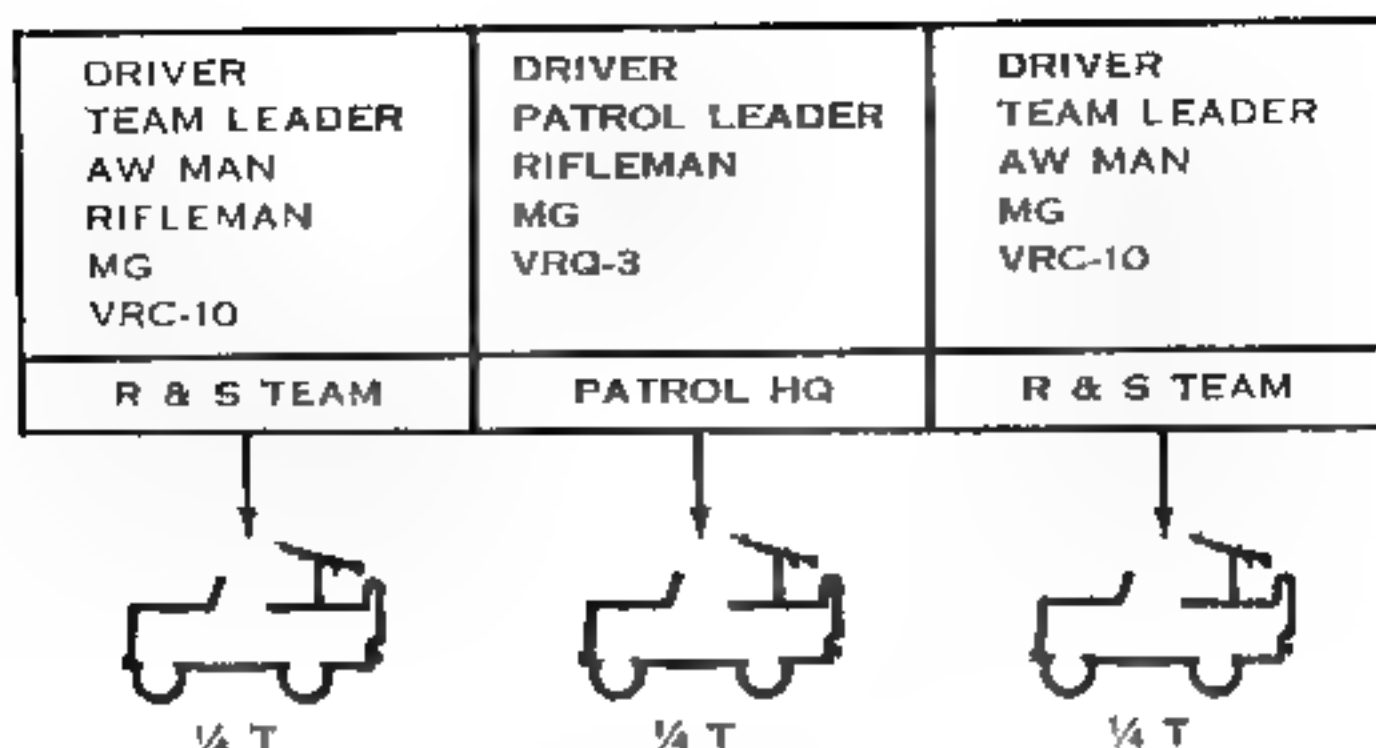 DRIVER
TEAM LEADER
AW MAN
RIFLEMAN
MG
VRC-10
R & S TEAM
DRIVER
PATROL LEADER
RIFLEMAN
MG
VRQ-3
PATROL HQ
DRIVER
TEAM LEADER
AW MAN
MG
VRC-10
R & S TEAM
¼ T
¼ T
¼ T